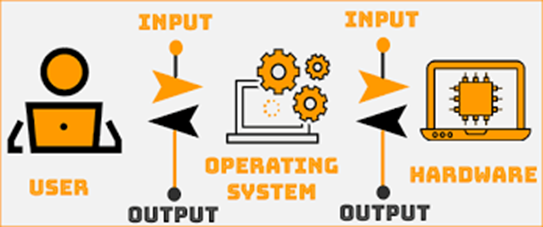 INPUT
INPUT
USER
OPERATING
SYSTEM
HARDWARE
OUTPUT
OUTPUT